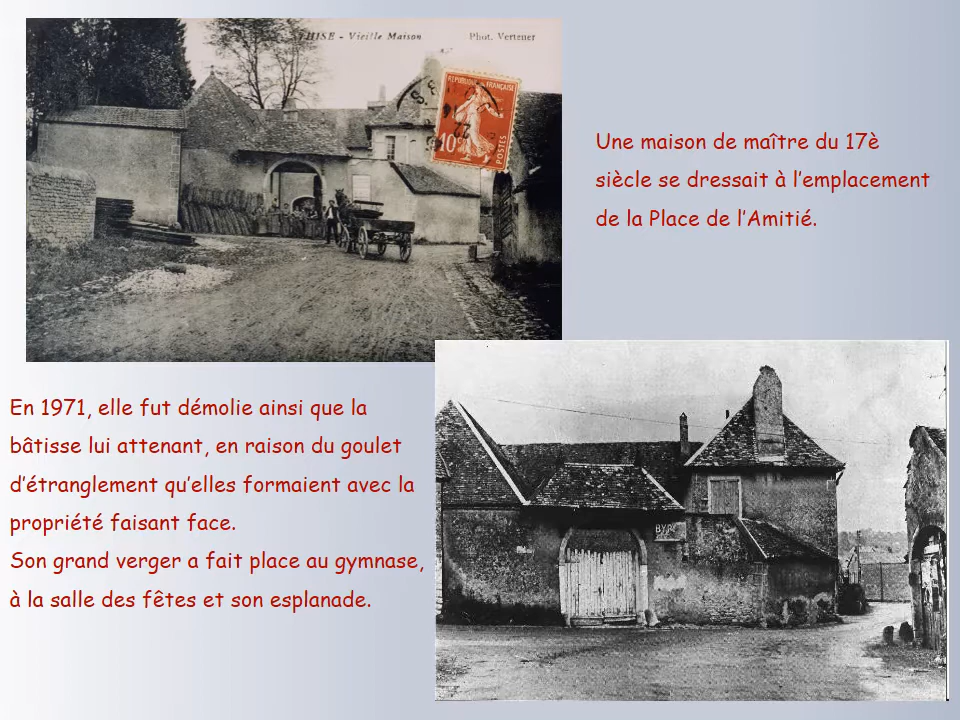 THISE - Vieille Maison
Phot. Vertener
REPUBLIQUE FRANÇAISE
10c
POSTES
Une maison de maître du 17è
siècle se dressait à l'emplacement
de la Place de l'Amitié.
En 1971, elle fut démolie ainsi que la
bâtisse lui attenant, en raison du goulet
d'étranglement qu'elles formaient avec la
propriété faisant face.
Son grand verger a fait place au gymnase,
à la salle des fêtes et son esplanade.